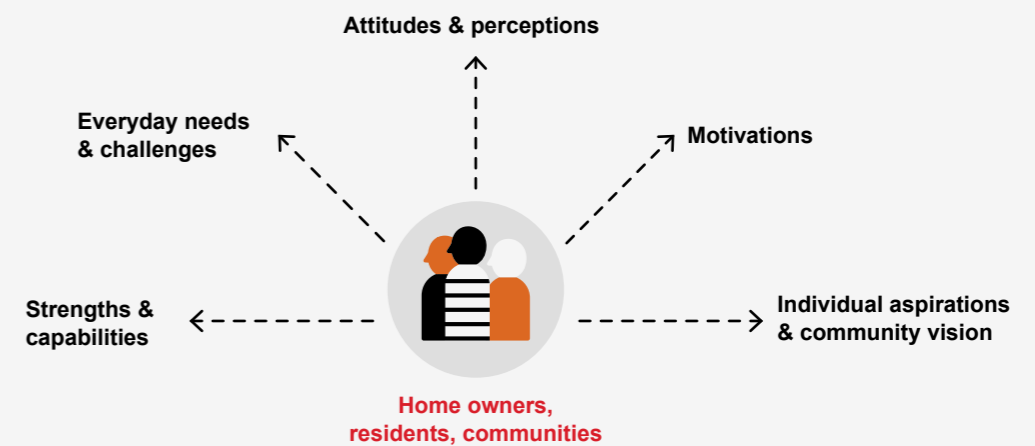 Attitudes & perceptions
Everyday needs
& challenges
Motivations
Strengths &
capabilities
Individual aspirations
& community vision
Home owners,
residents, communities